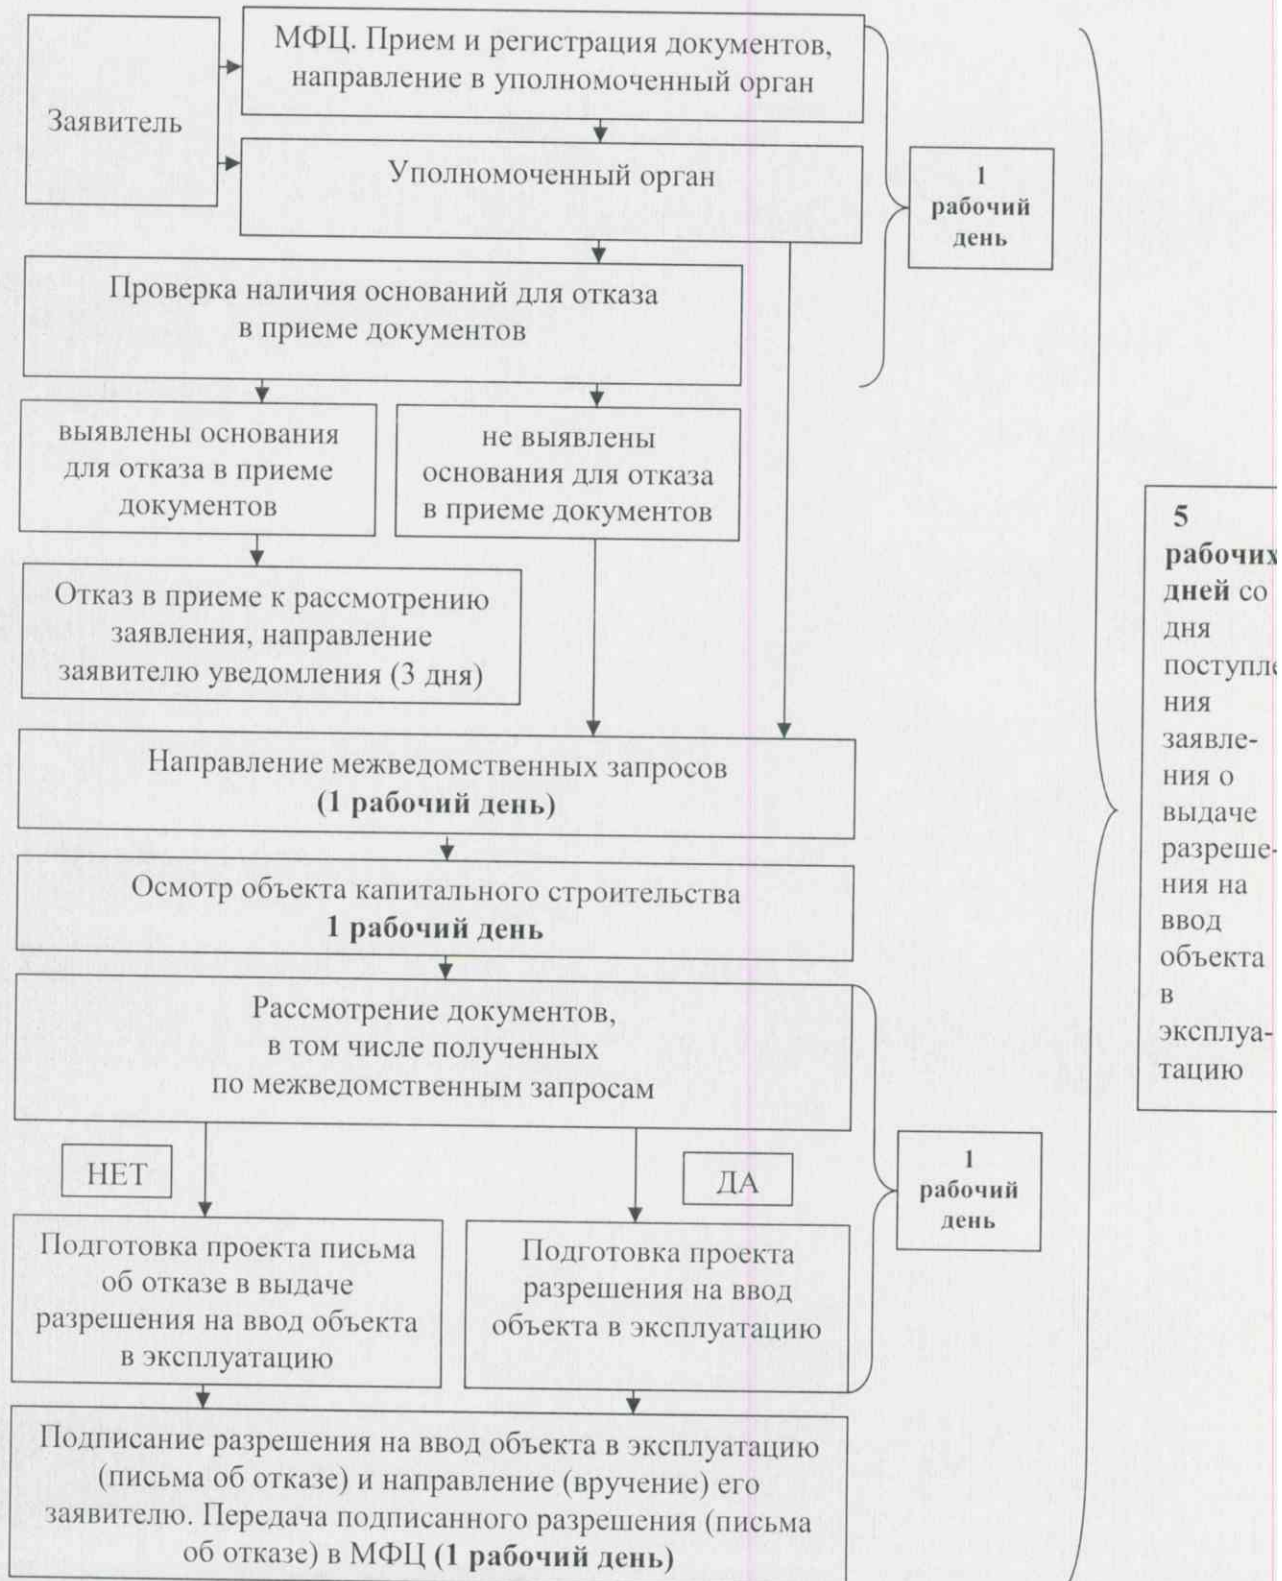 МФЦ. Прием и регистрация документов,
направление в уполномоченный орган
Заявитель
Уполномоченный орган
1
рабочий
день
Проверка наличия оснований для отказа
в приеме документов
выявлены основания
для отказа в приеме
документов
не выявлены
основания для отказа
в приеме документов
Отказ в приеме к рассмотрению
заявления, направление
заявителю уведомления (3 дня)
5
рабочих
дней со
дня
поступле
ния
заявле-
ния о
выдаче
разреше-
ния на
ввод
объекта
в
эксплуа-
тацию
Направление межведомственных запросов
(1 рабочий день)
Осмотр объекта капитального строительства
1 рабочий день
Рассмотрение документов,
в том числе полученных
по межведомственным запросам
НЕТ
ДА
1
рабочий
день
Подготовка проекта письма
об отказе в выдаче
разрешения на ввод объекта
в эксплуатацию
Подготовка проекта
разрешения на ввод
объекта в эксплуатацию
Подписание разрешения на ввод объекта в эксплуатацию
(письма об отказе) и направление (вручение) его
заявителю. Передача подписанного разрешения (письма
об отказе) в МФЦ (1 рабочий день)